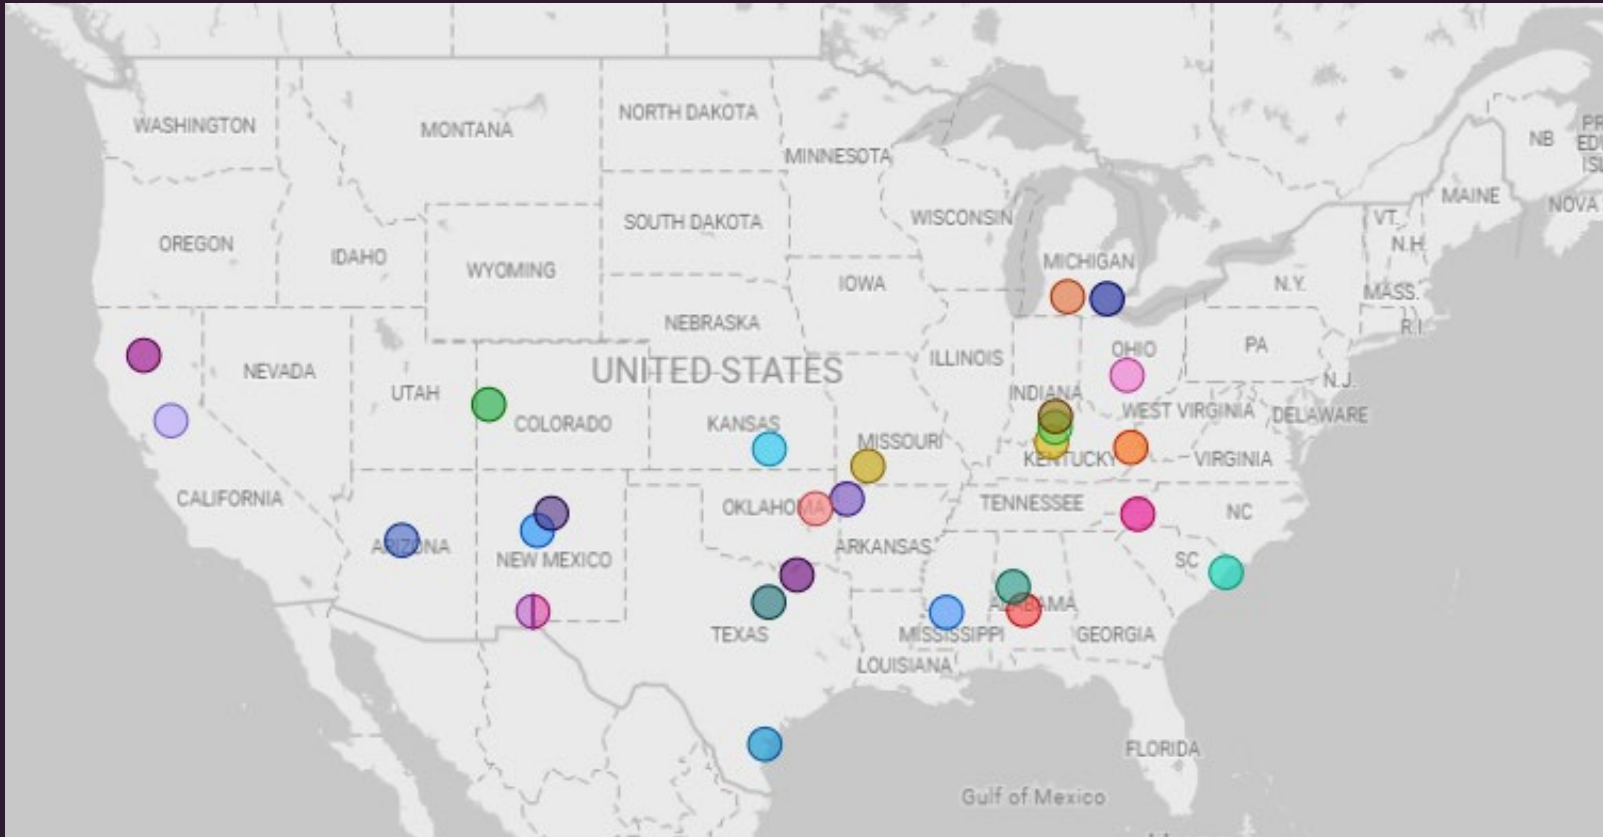 WASHINGTON
MONTANA
NORTH DAKOTA
MINNESOTA
NB
MAINE
NOVA
OREGON
IDAHO
SOUTH DAKOTA
WISCONSIN
VT.
N.H.
WYOMING
MICHIGAN
IOWA
N.Y.
MASS.
NEBRASKA
R.I.
NEVADA
UNITED STATES
ILLINOIS
OHIO
PA
UTAH
INDIANA
N.J.
COLORADO
KANSAS
WEST VIRGINIA
DELAWARE
MISSOURI
KENTUCKY
VIRGINIA
CALIFORNIA
OKLAHOMA
TENNESSEE
NC
ARIZONA
NEW MEXICO
ARKANSAS
SC
ALABAMA
TEXAS
MISSISSIPPI
GEORGIA
LOUISIANA
FLORIDA
Gulf of Mexico